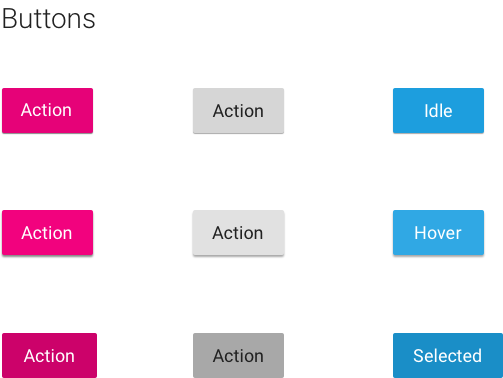 Buttons
Action
Action
Idle
Action
Action
Hover
Action
Action
Selected